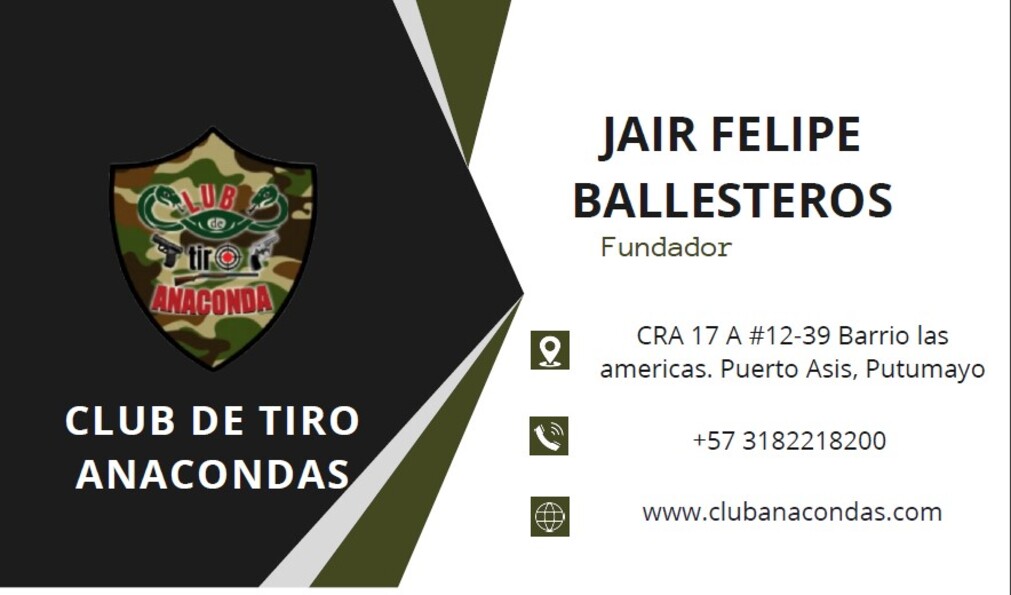 CLUB
de
tiro
ANACONDA
CLUB DE TIRO
ANACONDAS
JAIR FELIPE
BALLESTEROS
Fundador
CRA 17 A #12-39 Barrio las
americas. Puerto Asis, Putumayo
+57 3182218200
www.clubanacondas.com